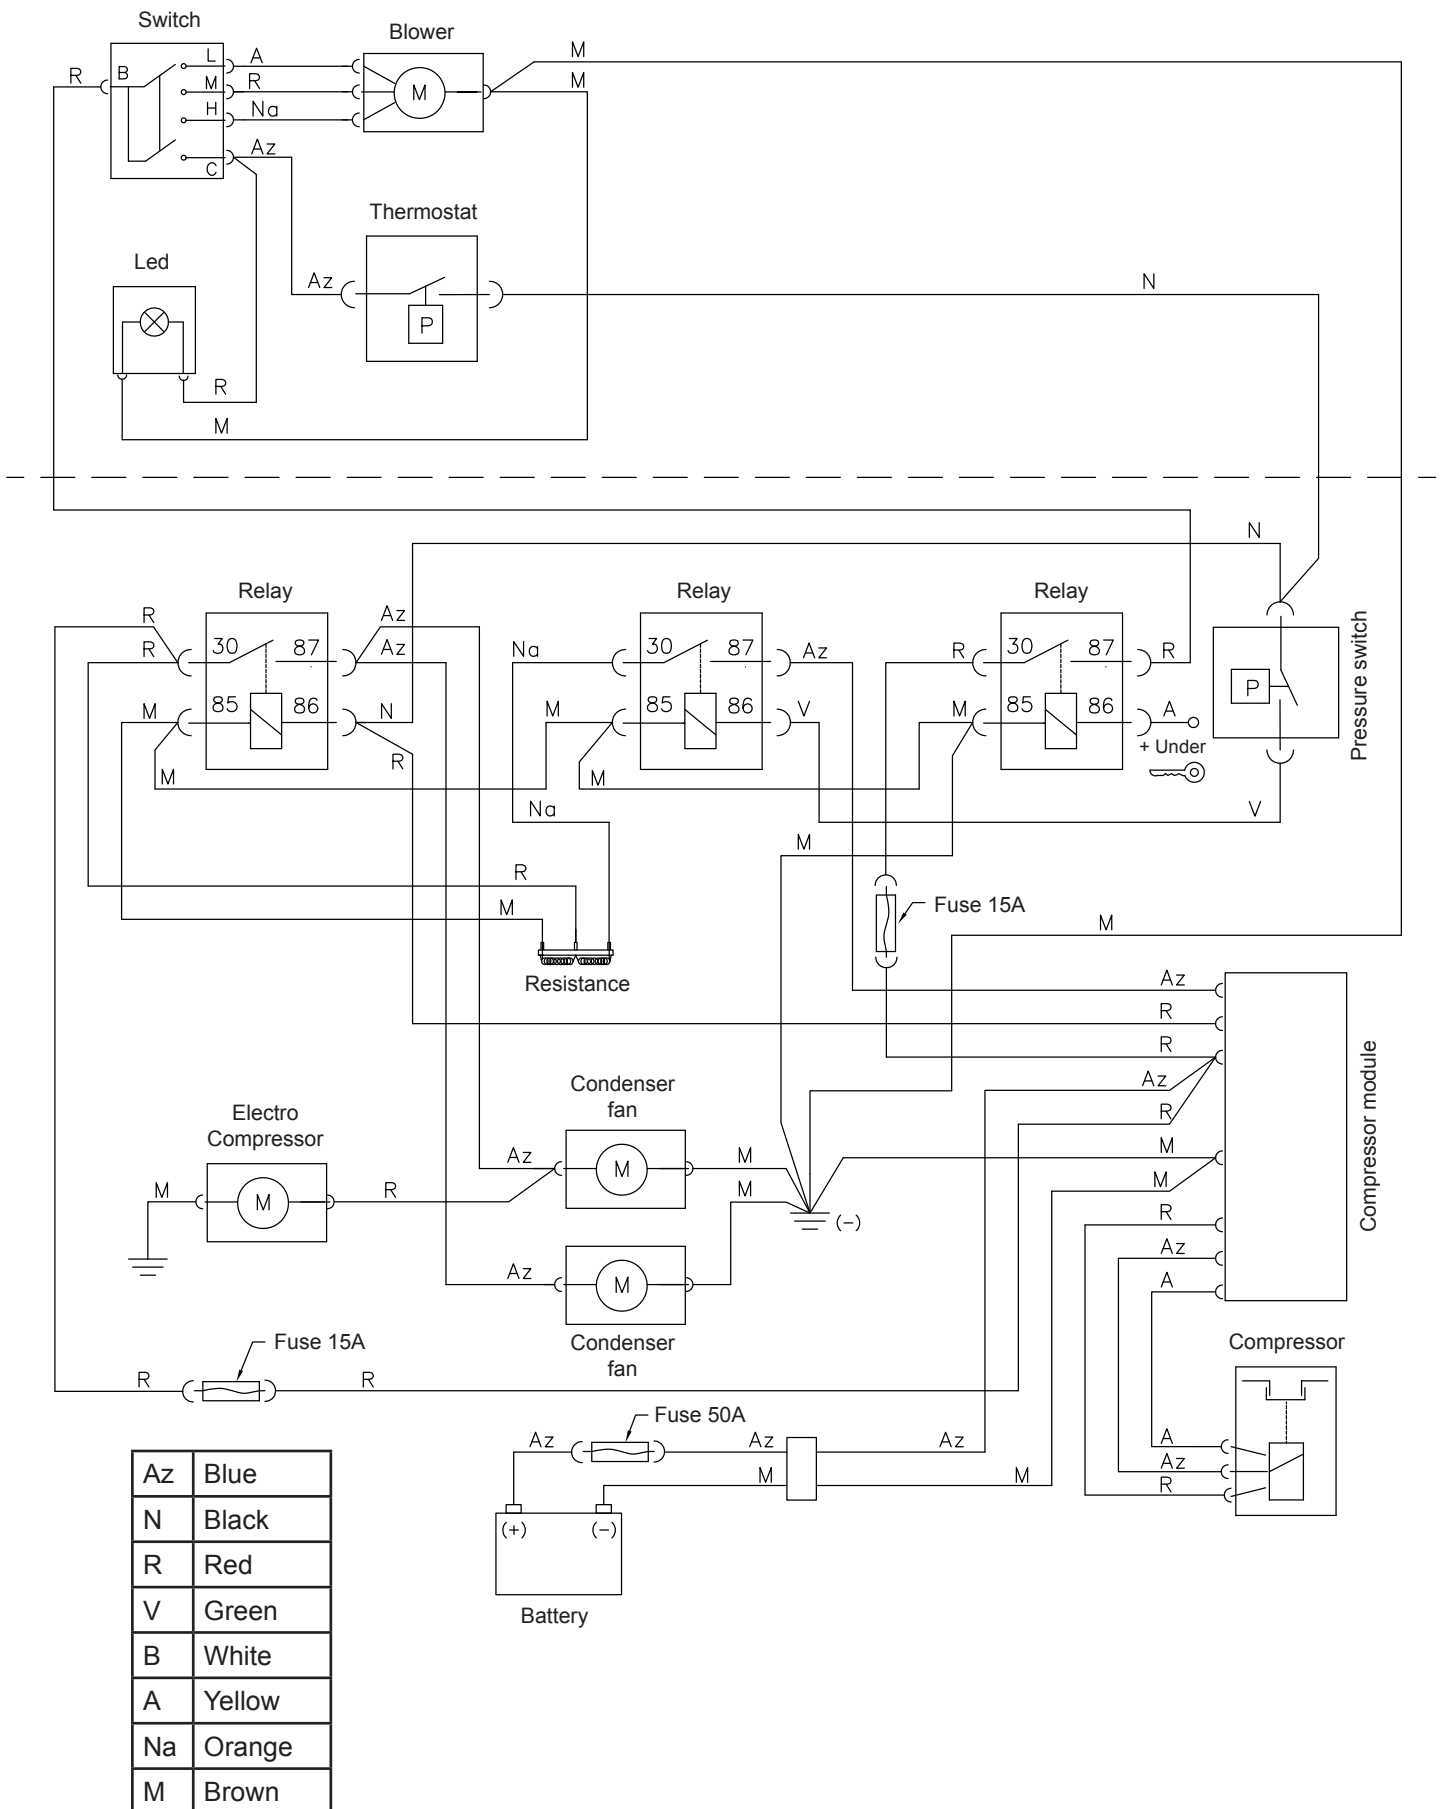 Switch
Blower
M
L
A
R
B
M
R
M
M
H
Na
Az
C
Thermostat
Led
Az
N
P
R
M
N
Relay
Relay
Relay
R
Az
30
87
R
Az
Na
30
87
Az
R
30
87
R
M
85
86
N
M
85
86
V
M
85
86
A
P
Pressure switch
+ Under
R
M
M
Na
V
M
R
M
Fuse 15A
M
Resistance
Az
R
R
Condenser
fan
Az
R
Electro
Compressor
Compressor module
Az
M
M
M
M
M
R
M
M
M
R
(-)
Az
Az
M
A
Condenser
fan
Fuse 15A
Compressor
R
R
Fuse 50A
Az
Az
Az
A
M
M
Az
R
(+)
(-)
Battery
Az Blue
N Black
R Red
V Green
B White
A Yellow
Na Orange
M Brown